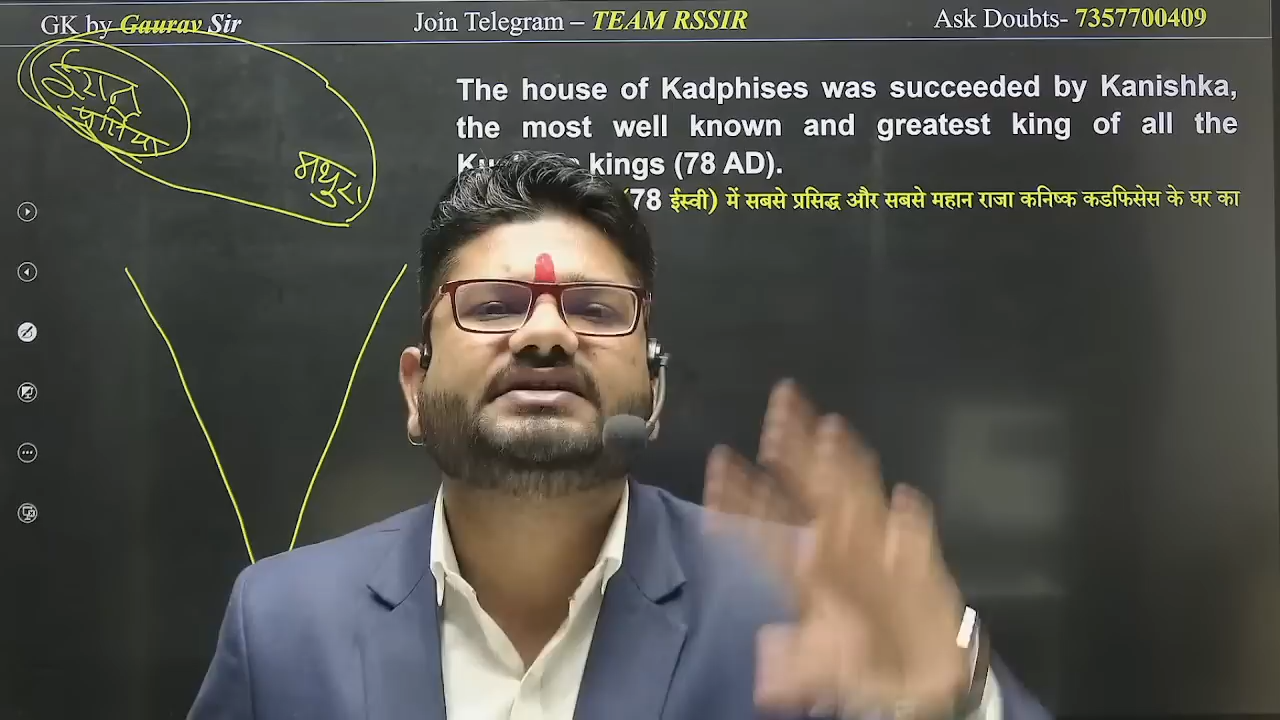 GK by Gaurav Sir
Join Telegram – TEAM RSSIR
Ask Doubts- 7357700409
ईरान
पर्शिया
मथुरा
The house of Kadphises was succeeded by Kanishka,
the most well known and greatest king of all the
kings (78 AD).
(78 ईस्वी) में सबसे प्रसिद्ध और सबसे महान राजा कनिष्क कडफिसेस के घर का